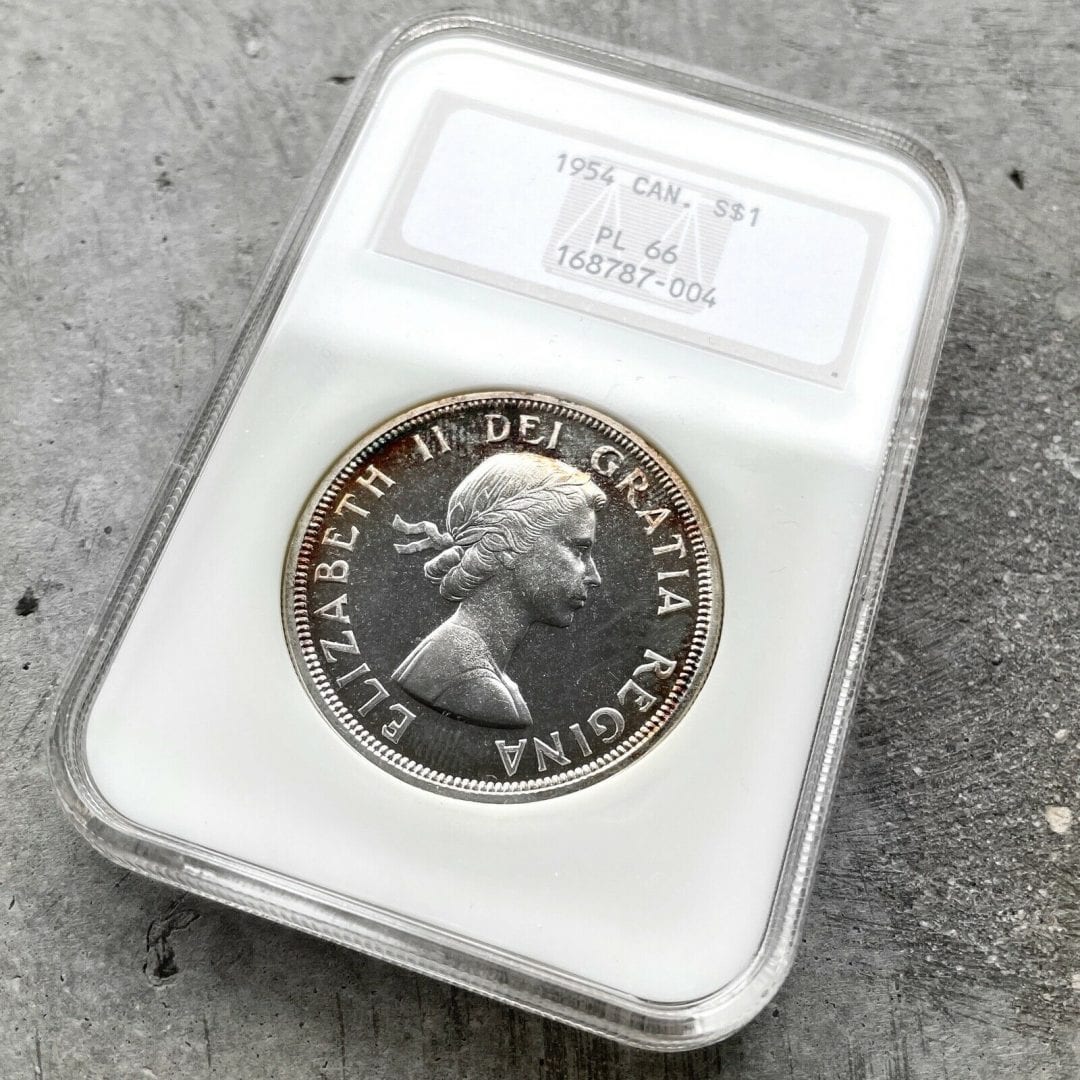 1954 CAN. S$1
PL 66
168787-004
ELIZABETH II DEI GRATIA REGINA